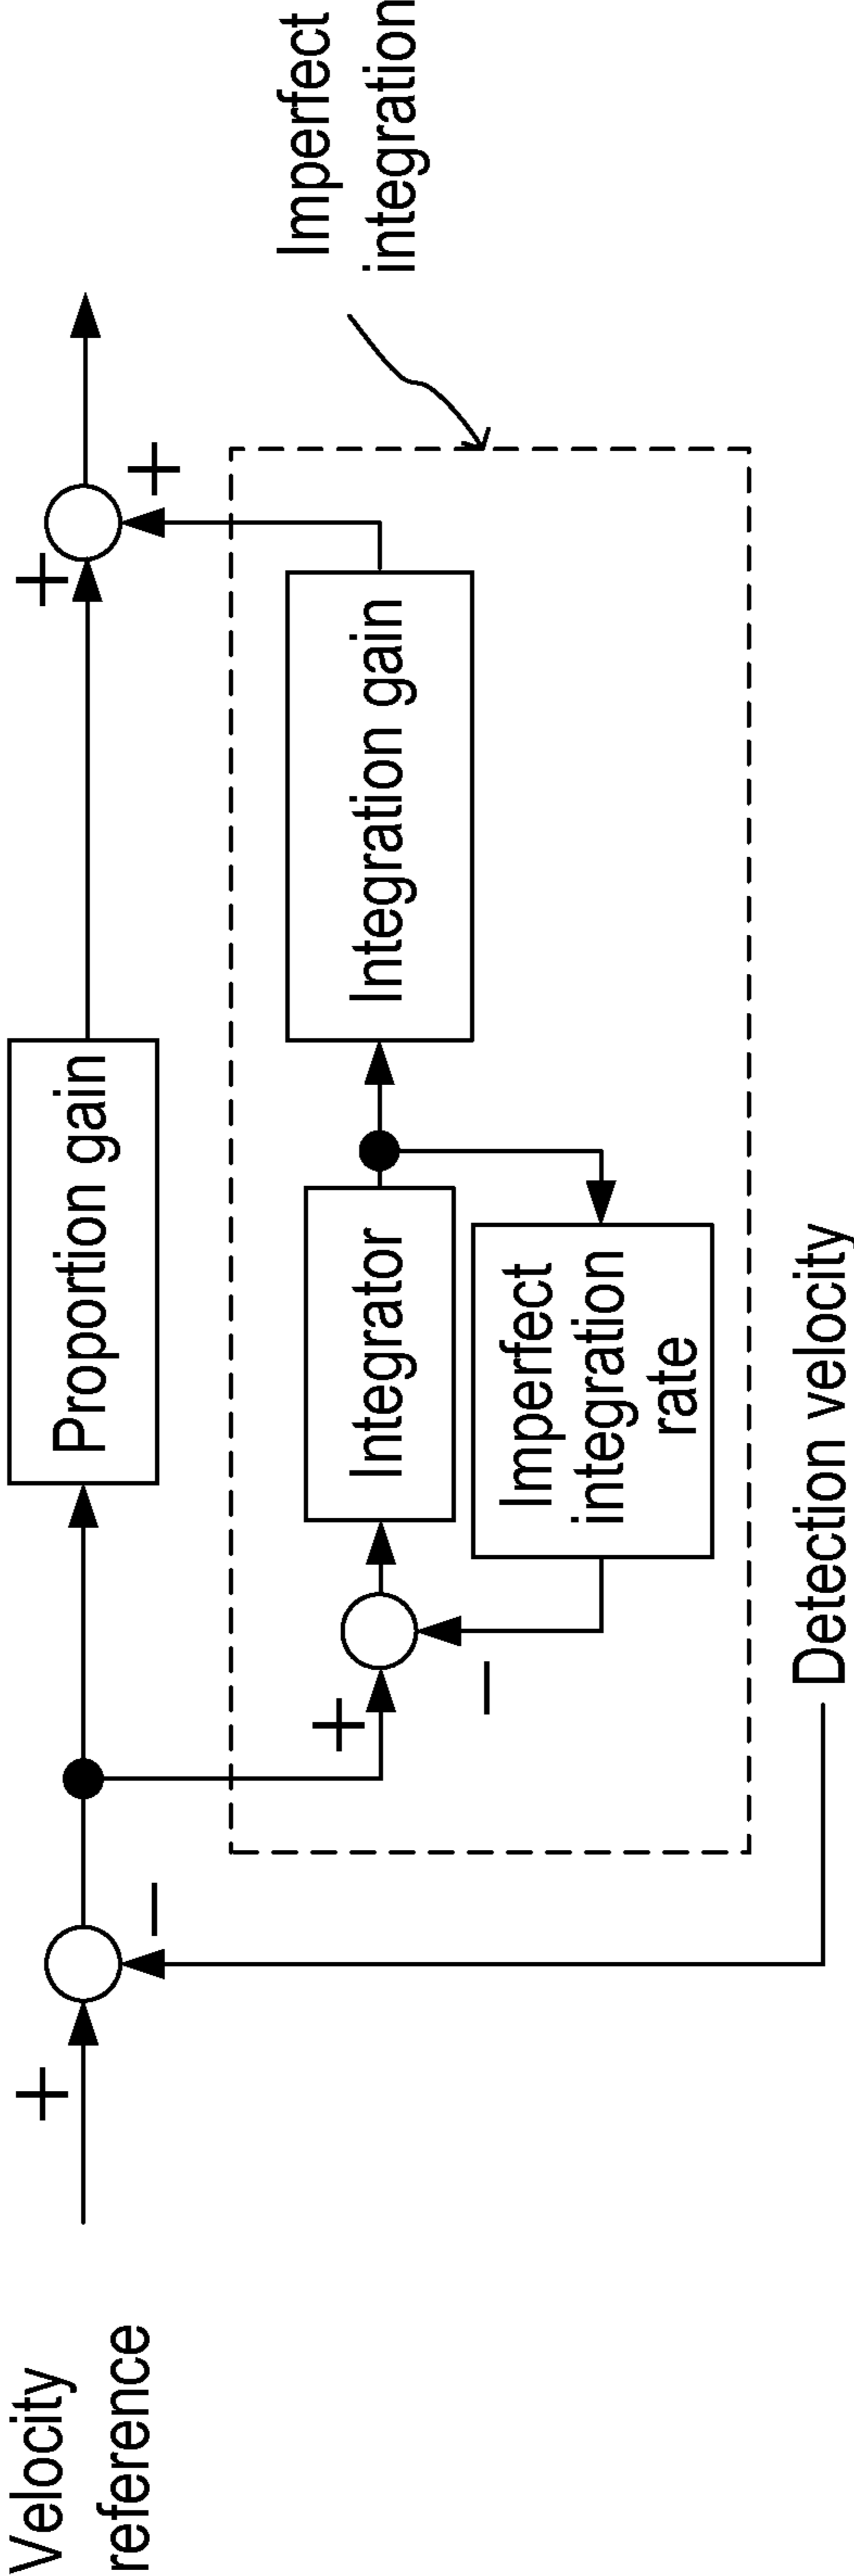 Velocity
reference
+
−
Proportion gain
+
+
+
−
Integrator
Imperfect
integration
rate
Integration gain
Imperfect
integration
Detection velocity